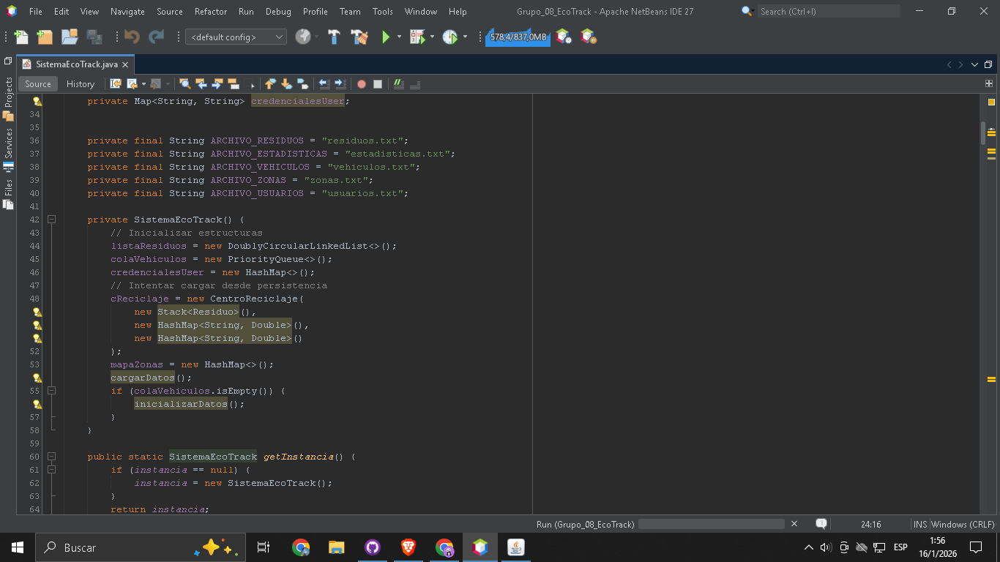 File Edit View Navigate Source Refactor Run Debug Profile Team Tools Window Help
Grupo_08_EcoTrack - Apache NetBeans IDE 27
Search (Ctrl+I)
<default config>
578,4/837,0MB
SistemaEcoTrack.java
Source History
Projects
Services
Files
private Map<String, String> credencialesUser;
34
35
36 private final String ARCHIVO_RESIDUOS = "residuos.txt";
37 private final String ARCHIVO_ESTADISTICAS = "estadisticas.txt";
38 private final String ARCHIVO_VEHICULOS = "vehiculos.txt";
39 private final String ARCHIVO_ZONAS = "zonas.txt";
40 private final String ARCHIVO_USUARIOS = "usuarios.txt";
41
42 private SistemaEcoTrack() {
43 // Inicializar estructuras
44 listaResiduos = new DoublyCircularLinkedList<>();
45 colaVehiculos = new PriorityQueue<>();
46 credencialesUser = new HashMap<>();
47 // Intentar cargar desde persistencia
48 cReciclaje = new CentroReciclaje(
new Stack<Residuo>(),
new HashMap<String, Double>(),
new HashMap<String, Double>()
52 );
53 mapaZonas = new HashMap<>();
cargarDatos();
55 if (colaVehiculos.isEmpty()) {
inicializarDatos();
57 }
58 }
59
60 public static SistemaEcoTrack getInstancia() {
61 if (instancia == null) {
62 instancia = new SistemaEcoTrack();
63 }
64 return instancia;
Run (Grupo_08_EcoTrack)
24:16
INS
Windows (CRLF)
Buscar
ESP
1:56
16/1/2026